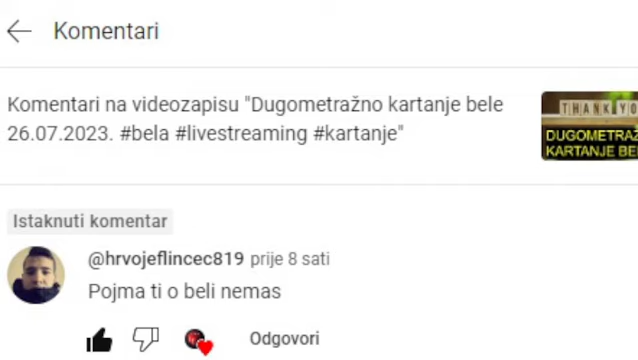 Komentari
Komentari na videozapisu "Dugometražno kartanje bele
26.07.2023. #bela #livestreaming #kartanje"
THANK YO
DUGOMETRAŽ
KARTANJE BE
Istaknuti komentar
@hrvojeflincec819 prije 8 sati
Pojma ti o beli nemas
Odgovori